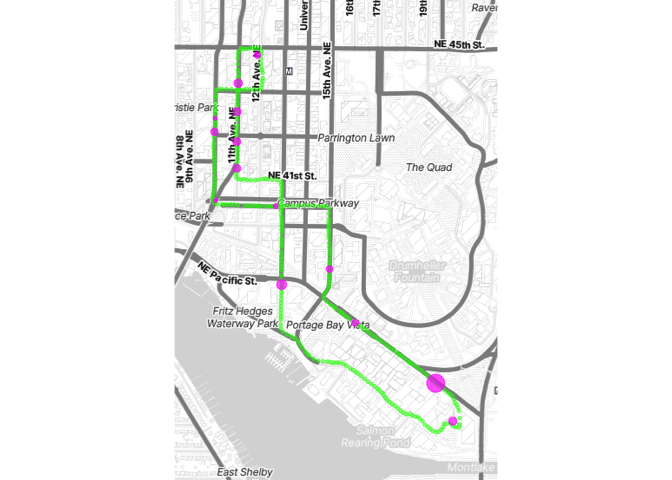 Univer
16th
17th
19th
Raven
NE 45th St.
12th Ave. NE
M
15th Ave. NE
ristie Park
11th Ave. NE
Parrington Lawn
9th Ave. NE
8th Ave. NE
The Quad
NE 41st St.
Campus Parkway
ce Park
Drumheller
Fountain
NE Pacific St.
Fritz Hedges
Waterway Park
Portage Bay Vista
Salmon
Rearing Pond
Montlake
East Shelby